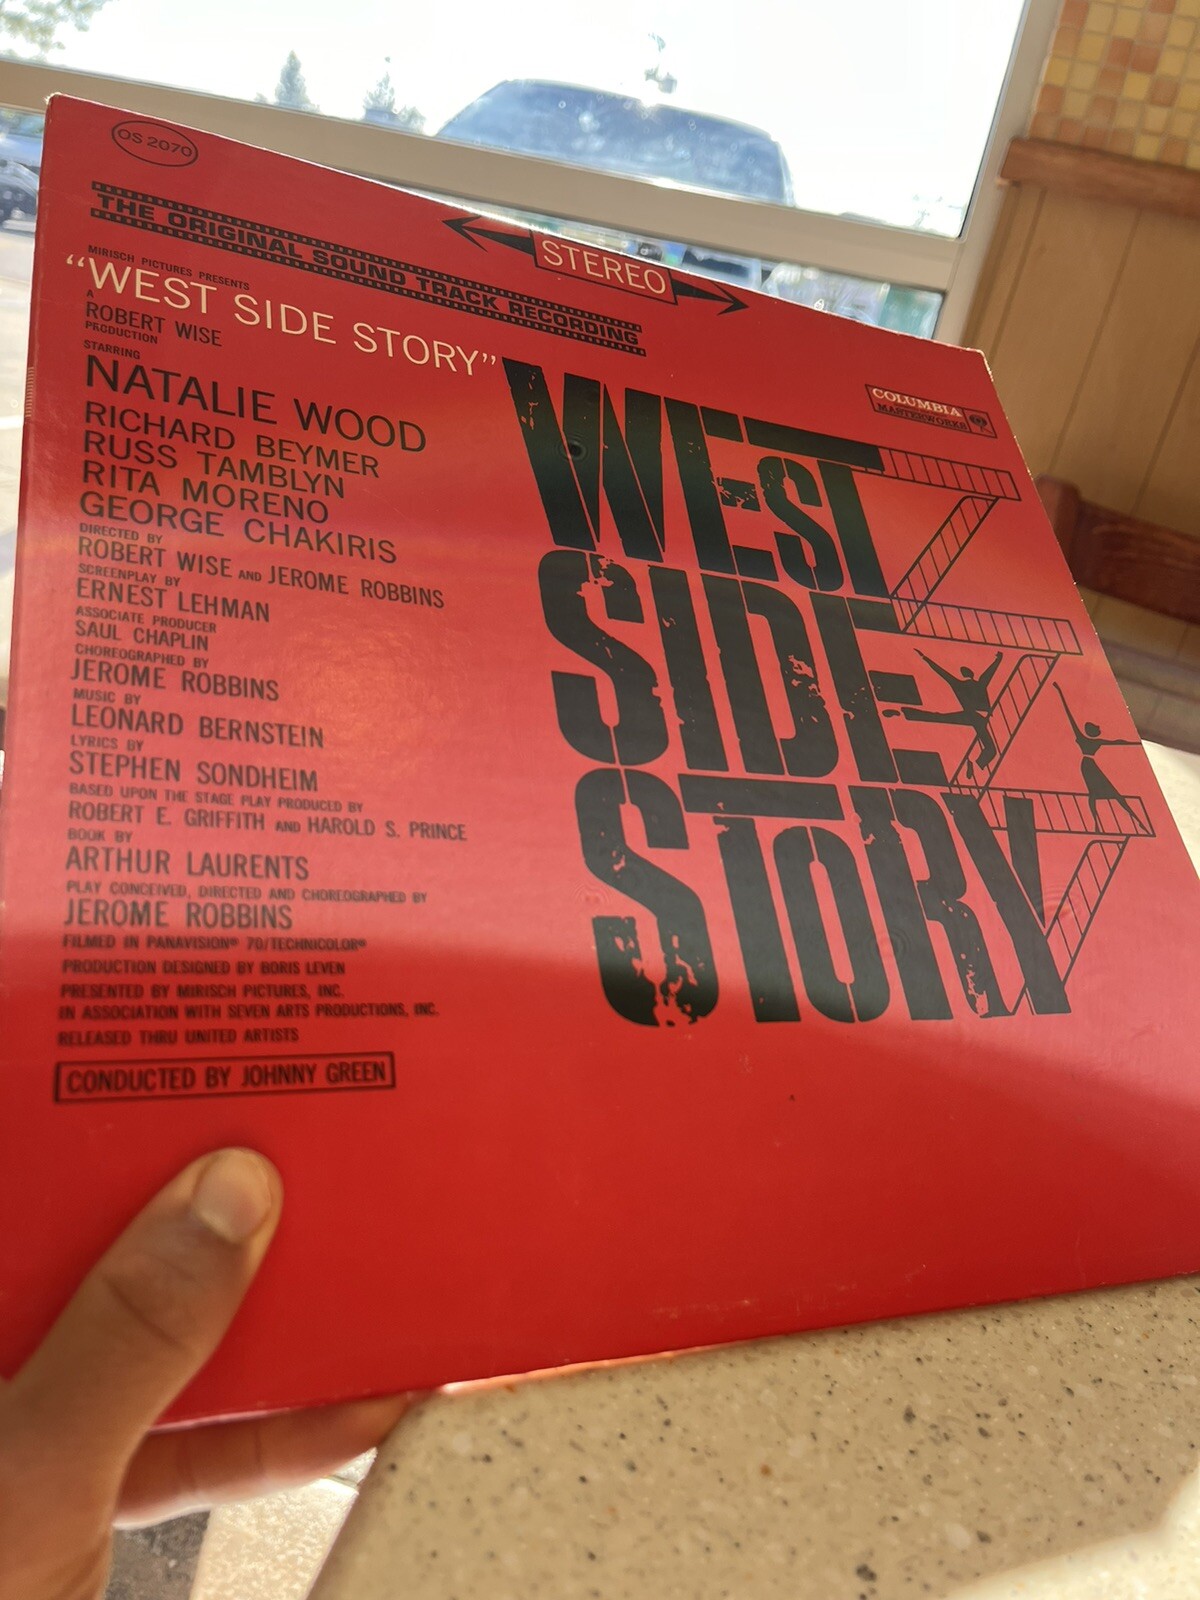 OS 2070
THE ORIGINAL SOUND TRACK RECORDING
STEREO
MIRISCH PICTURES PRESENTS
“WEST SIDE STORY”
A
ROBERT WISE
PRODUCTION
STARRING
NATALIE WOOD
RICHARD BEYMER
RUSS TAMBLYN
RITA MORENO
GEORGE CHAKIRIS
DIRECTED BY
ROBERT WISE AND JEROME ROBBINS
SCREENPLAY BY
ERNEST LEHMAN
ASSOCIATE PRODUCER
SAUL CHAPLIN
CHOREOGRAPHED BY
JEROME ROBBINS
MUSIC BY
LEONARD BERNSTEIN
LYRICS BY
STEPHEN SONDHEIM
BASED UPON THE STAGE PLAY PRODUCED BY
ROBERT E. GRIFFITH AND HAROLD S. PRINCE
BOOK BY
ARTHUR LAURENTS
PLAY CONCEIVED, DIRECTED AND CHOREOGRAPHED BY
JEROME ROBBINS
FILMED IN PANAVISION® 70/TECHNICOLOR®
PRODUCTION DESIGNED BY BORIS LEVEN
PRESENTED BY MIRISCH PICTURES, INC.
IN ASSOCIATION WITH SEVEN ARTS PRODUCTIONS, INC.
RELEASED THRU UNITED ARTISTS
CONDUCTED BY JOHNNY GREEN
COLUMBIA
MASTERWORKS
WEST
SIDE
STORY